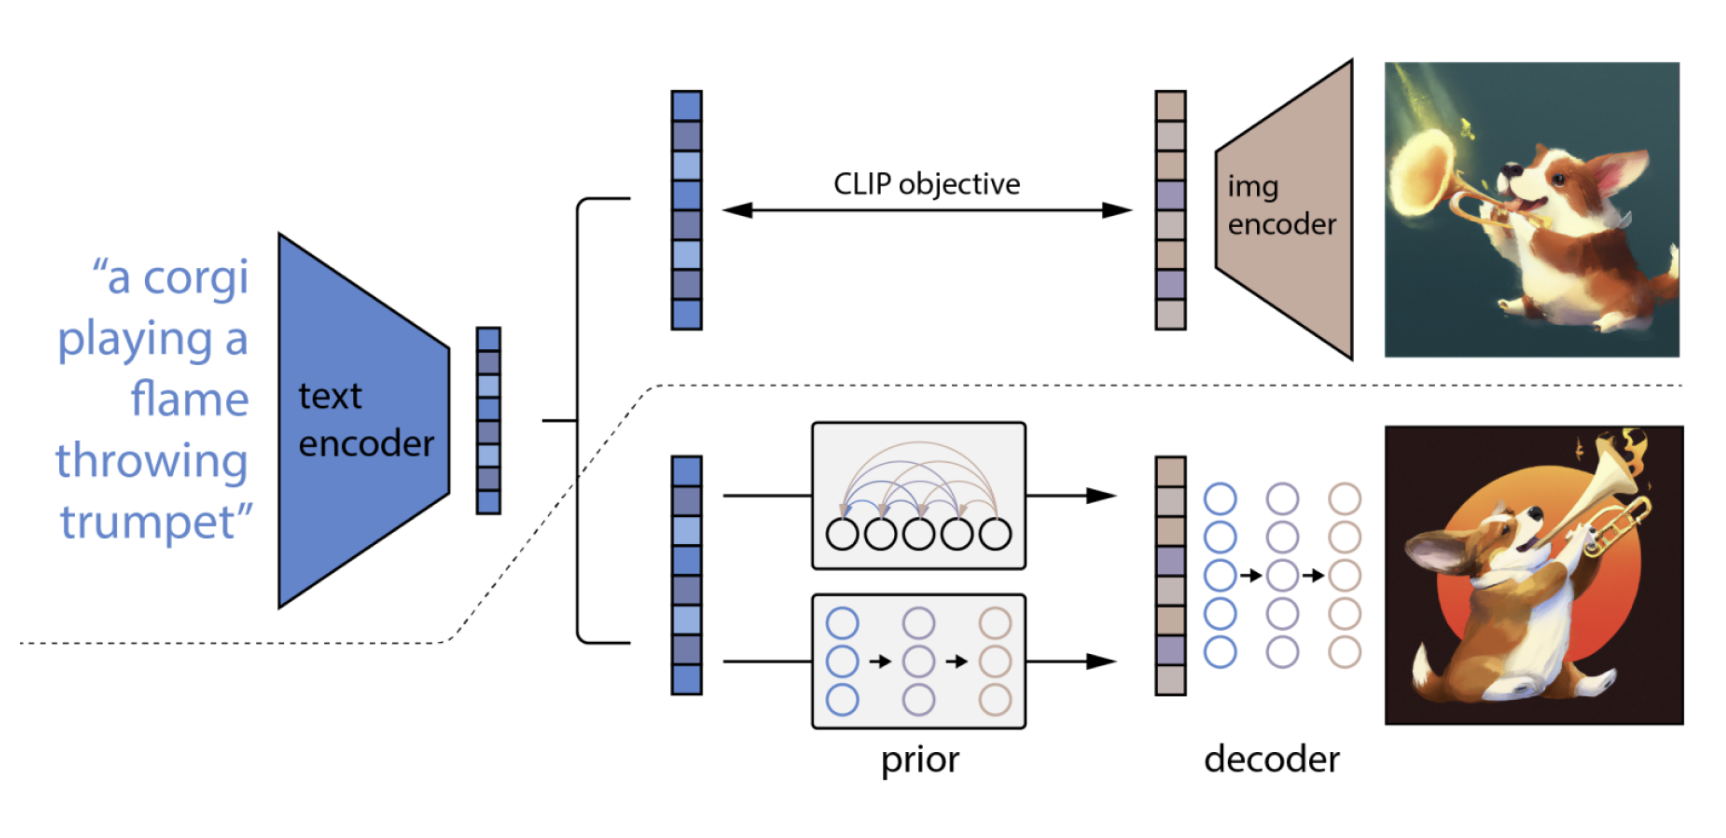 “a corgi
playing a
flame
throwing
trumpet”
text
encoder
CLIP objective
img
encoder
prior
decoder